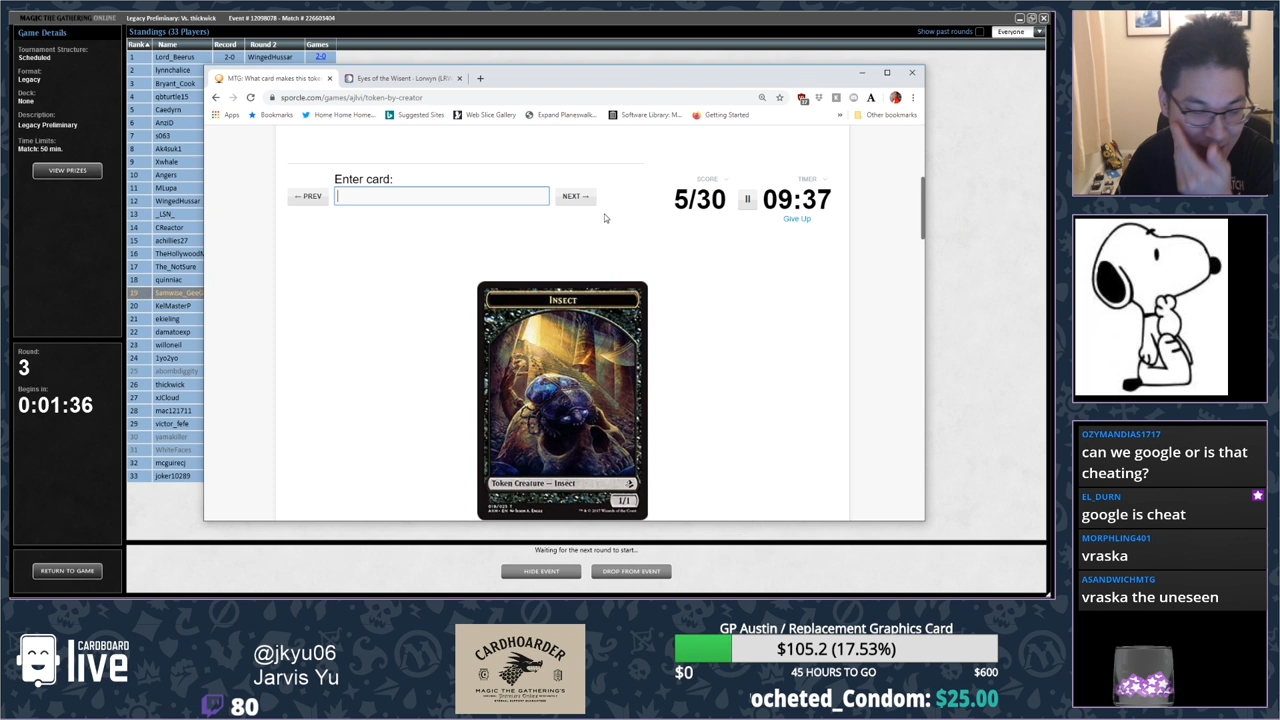 MAGIC THE GATHERING ONLINE
Legacy Preliminary: Vs. thickwick
Event # 12098078 - Match # 226603404
Game Details
Tournament Structure:
Scheduled
Format:
Legacy
Deck:
None
Description:
Legacy Preliminary
Time Limits:
Match: 50 min.
VIEW PRIZES
Round:
3
Begins in:
0:01:36
RETURN TO GAME
Standings (33 Players)
Show past rounds
Everyone
Rank Name Record Round 2 Games
1 Lord_Beerus 2-0 WingedHussar 2-0
2 lynnchalice
3 Bryant_Cook
4 qbturtle15
5 Caedyrn
6 AnziD
7 s063
8 Ak4suk1
9 Xwhale
10 Angers
11 MLupa
12 WingedHussar
13 _LSN_
14 CReactor
15 achillies27
16 TheHollywoodM
17 The_NotSure
18 quinniac
19 Samwise_GeeG
20 KelMasterP
21 ekieling
22 damatoexp
23 willoneil
24 1yo2yo
25 abombdiggity
26 thickwick
27 xJCloud
28 mac121711
29 victor_fefe
30 yamakiller
31 WhiteFaces
32 mcguirecj
33 joker10289
MTG: What card makes this toke
Eyes of the Wisent · Lorwyn (LRW
sporcle.com/games/ajlvi/token-by-creator
Apps
Bookmarks
Home Home Home...
Suggested Sites
Web Slice Gallery
Expand Planeswalk...
Software Library: M...
Getting Started
»
Other bookmarks
Enter card:
← PREV
NEXT →
SCORE
5/30
TIMER
09:37
Give Up
INSECT
Token Creature — Insect
1/1
Waiting for the next round to start...
HIDE EVENT
DROP FROM EVENT
OZYMANDIAS1717
can we google or is that
cheating?
EL_DURN
google is cheat
MORPHLING401
vraska
ASANDWICHMTG
vraska the unseen
CARDBOARD
live
@jkyu06
Jarvis Yu
80
CARDHOARDER
MAGIC THE GATHERING'S
GP Austin / Replacement Graphics Card
$105.2 (17.53%)
$0
45 HOURS TO GO
$600
ocheted_Condom: $25.00